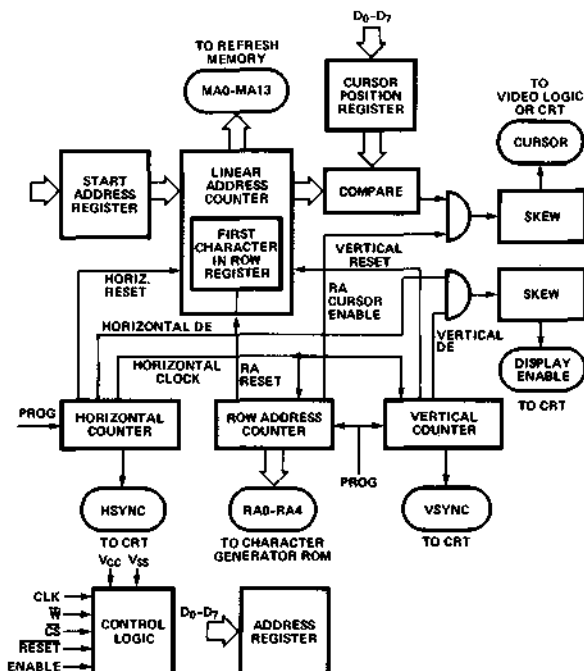 D0-D7
TO REFRESH
MEMORY
MA0-MA13
CURSOR
POSITION
REGISTER
TO
VIDEO LOGIC
OR CRT
CURSOR
START
ADDRESS
REGISTER
LINEAR
ADDRESS
COUNTER
COMPARE
SKEW
FIRST
CHARACTER
IN ROW
REGISTER
VERTICAL
RESET
HORIZ.
RESET
RA
CURSOR
ENABLE
SKEW
HORIZONTAL DE
VERTICAL
DE
HORIZONTAL
CLOCK
RA
RESET
DISPLAY
ENABLE
TO CRT
PROG
HORIZONTAL
COUNTER
ROW ADDRESS
COUNTER
VERTICAL
COUNTER
PROG
HSYNC
RA0-RA4
VSYNC
TO CRT
TO CHARACTER
GENERATOR ROM
TO CRT
VCC VSS
CLK
W
CS
RESET
ENABLE
CONTROL
LOGIC
D0-D7
ADDRESS
REGISTER